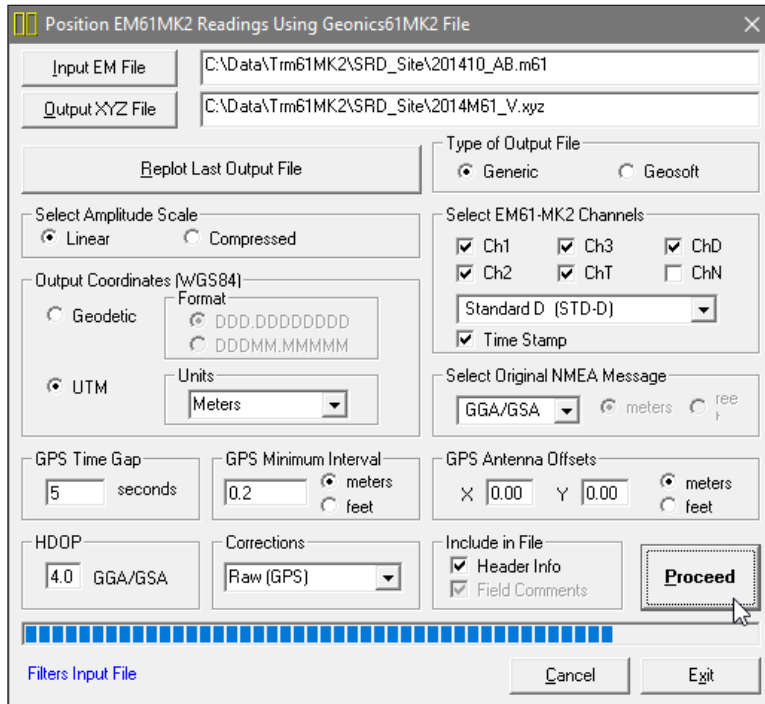 Position EM61MK2 Readings Using Geonics61MK2 File
Input EM File
C:\Data\Trm61MK2\SRD_Site\201410_AB.m61
Output XYZ File
C:\Data\Trm61MK2\SRD_Site\2014M61_V.xyz
Replot Last Output File
Type of Output File
Generic Geosoft
Select Amplitude Scale
Linear Compressed
Select EM61-MK2 Channels
Ch1 Ch3 ChD
Ch2 ChT ChN
Standard D (STD-D)
Time Stamp
Output Coordinates (WGS84)
Geodetic
Format
DDD.DDDDDDDD
DDDMM.MMMMM
UTM
Units
Meters
Select Original NMEA Message
GGA/GSA meters
GPS Time Gap
5 seconds
GPS Minimum Interval
0.2 meters
feet
GPS Antenna Offsets
X 0.00 Y 0.00 meters
feet
HDOP
4.0 GGA/GSA
Corrections
Raw (GPS)
Include in File
Header Info
Field Comments
Proceed
Filters Input File
Cancel
Exit